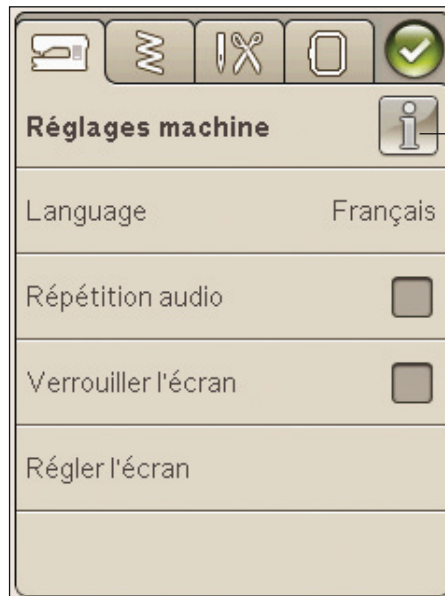 Réglages machine
Language Français
Répétition audio
Verrouiller l'écran
Régler l'écran